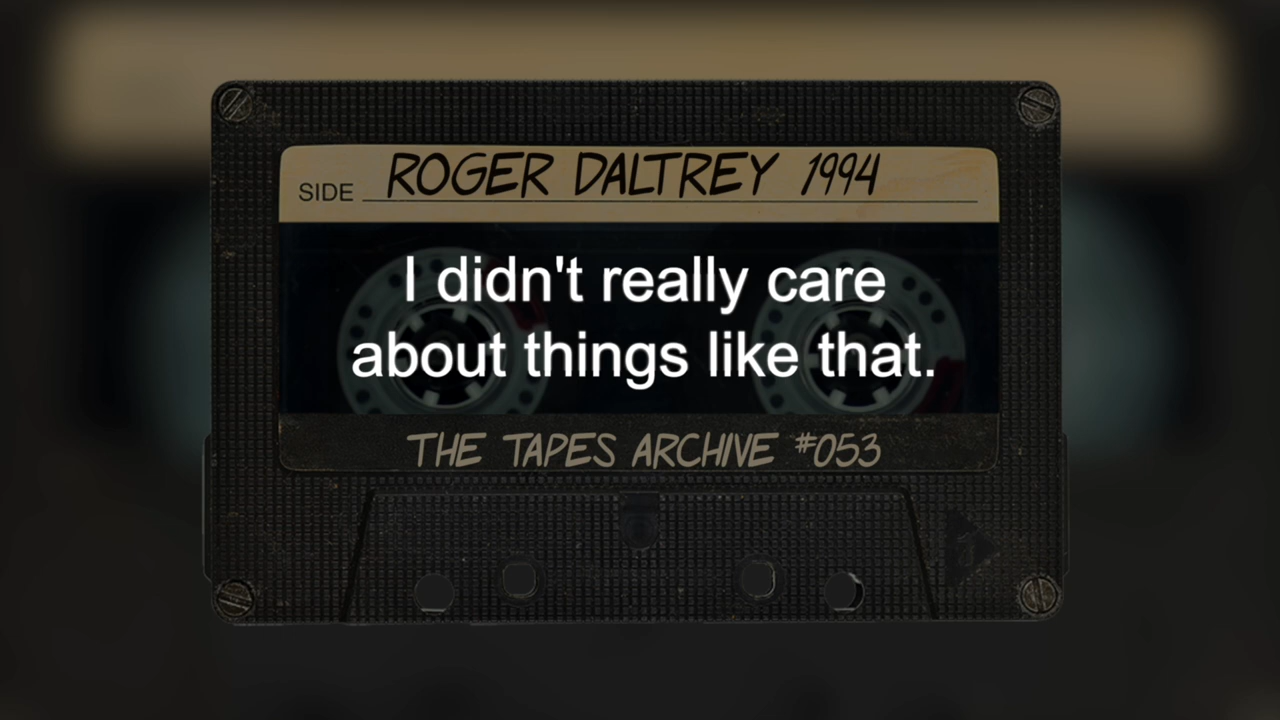 ROGER DALTREY 1994
SIDE
I didn't really care
about things like that.
THE TAPES ARCHIVE #053